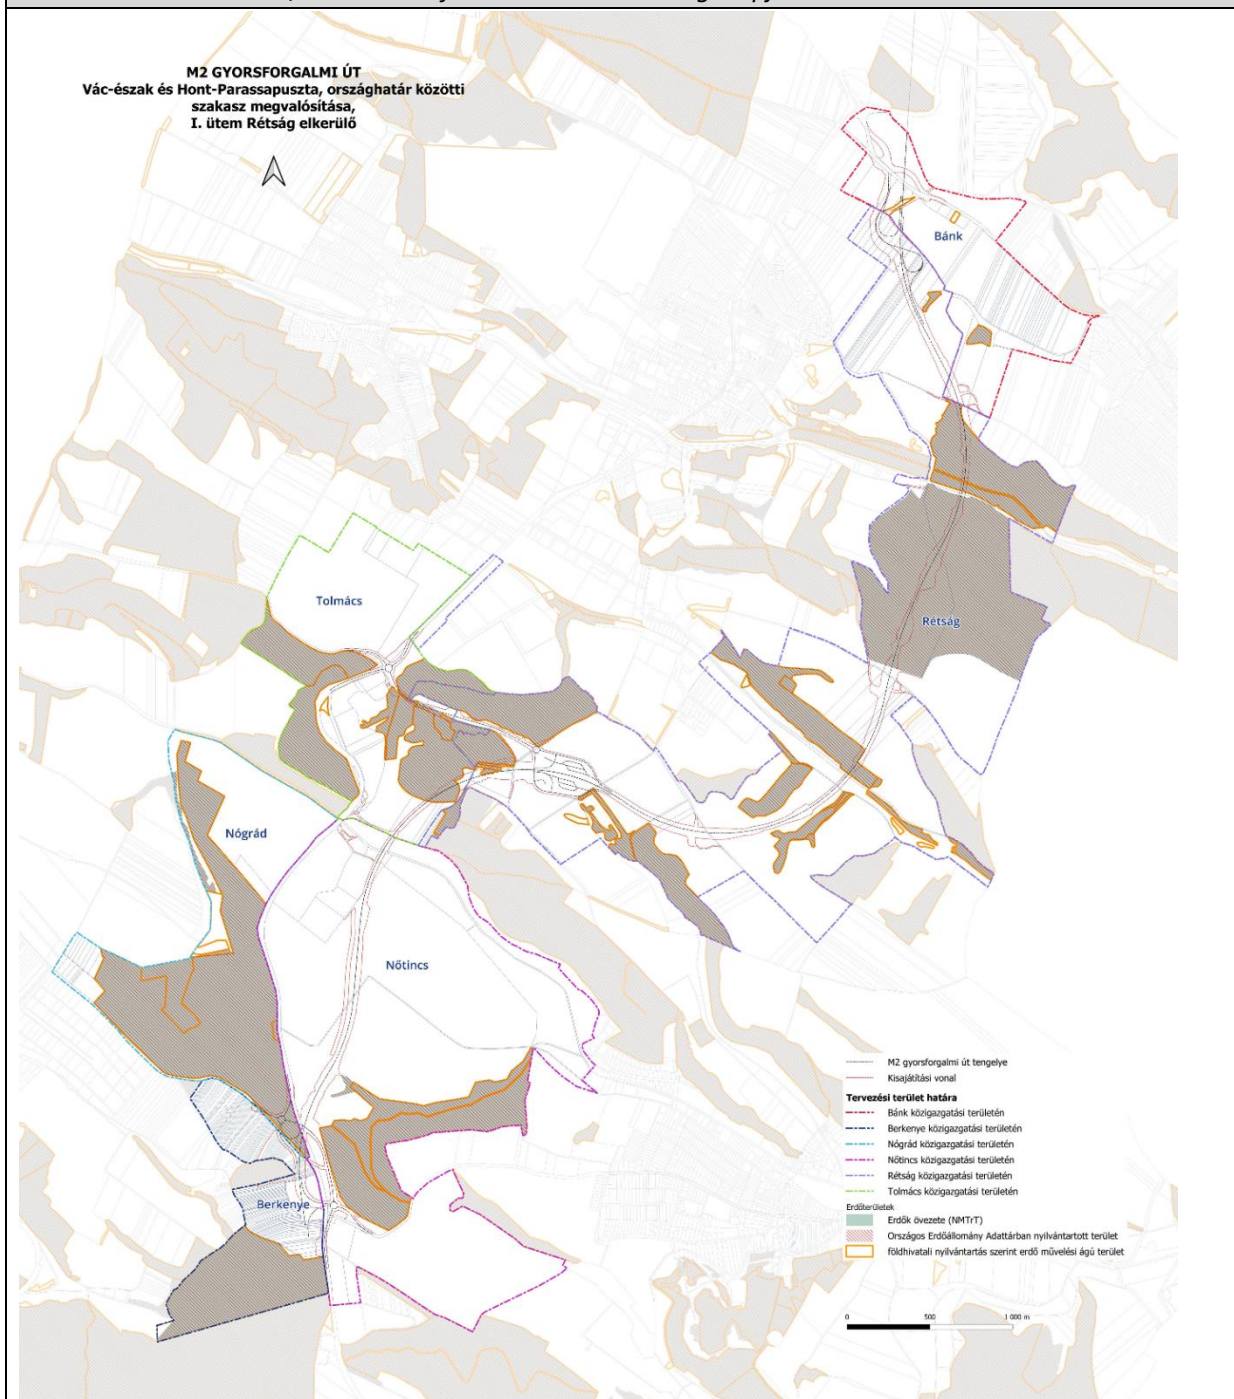 M2 GYORSFORGALMI ÚT
Vác-észak és Hont-Parassapuszta, országhatár közötti
szakasz megvalósítása,
I. ütem Rétság elkerülő
Bánk
Tolmács
Rétság
Nógrád
Nőtincs
Berkenye
M2 gyorsforgalmi út tengelye
Kisajátítási vonal
Tervezési terület határa
Bánk közigazgatási területén
Berkenye közigazgatási területén
Nógrád közigazgatási területén
Nőtincs közigazgatási területén
Rétság közigazgatási területén
Tolmács közigazgatási területén
Erdőterületek
Erdők övezete (NMTrT)
Országos Erdőállomány Adattárban nyilvántartott terület
földhivatali nyilvántartás szerint erdő művelési ágú terület
0 500 1 000 m